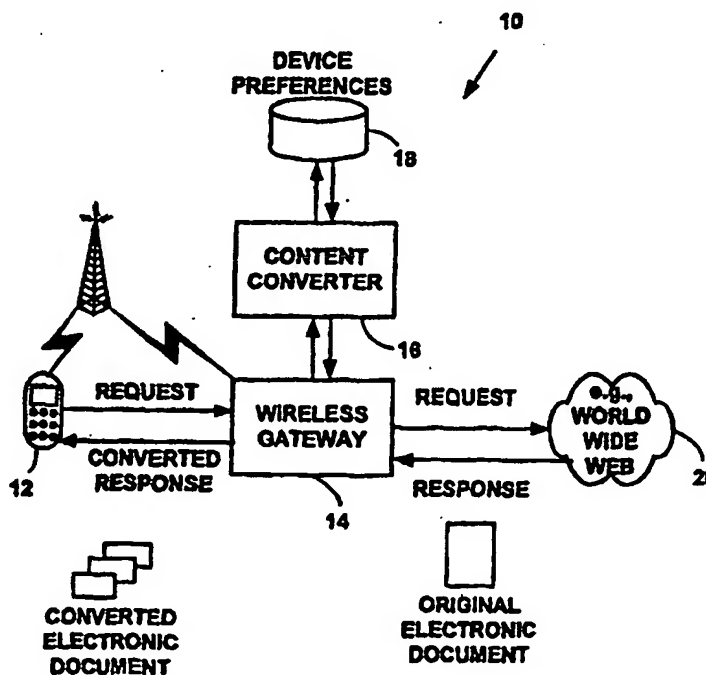 10
DEVICE
PREFERENCES
18
CONTENT
CONVERTER
16
REQUEST
WIRELESS
GATEWAY
REQUEST
e.g.,
WORLD
WIDE
WEB
CONVERTED
RESPONSE
RESPONSE
12
14
CONVERTED
ELECTRONIC
DOCUMENT
ORIGINAL
ELECTRONIC
DOCUMENT